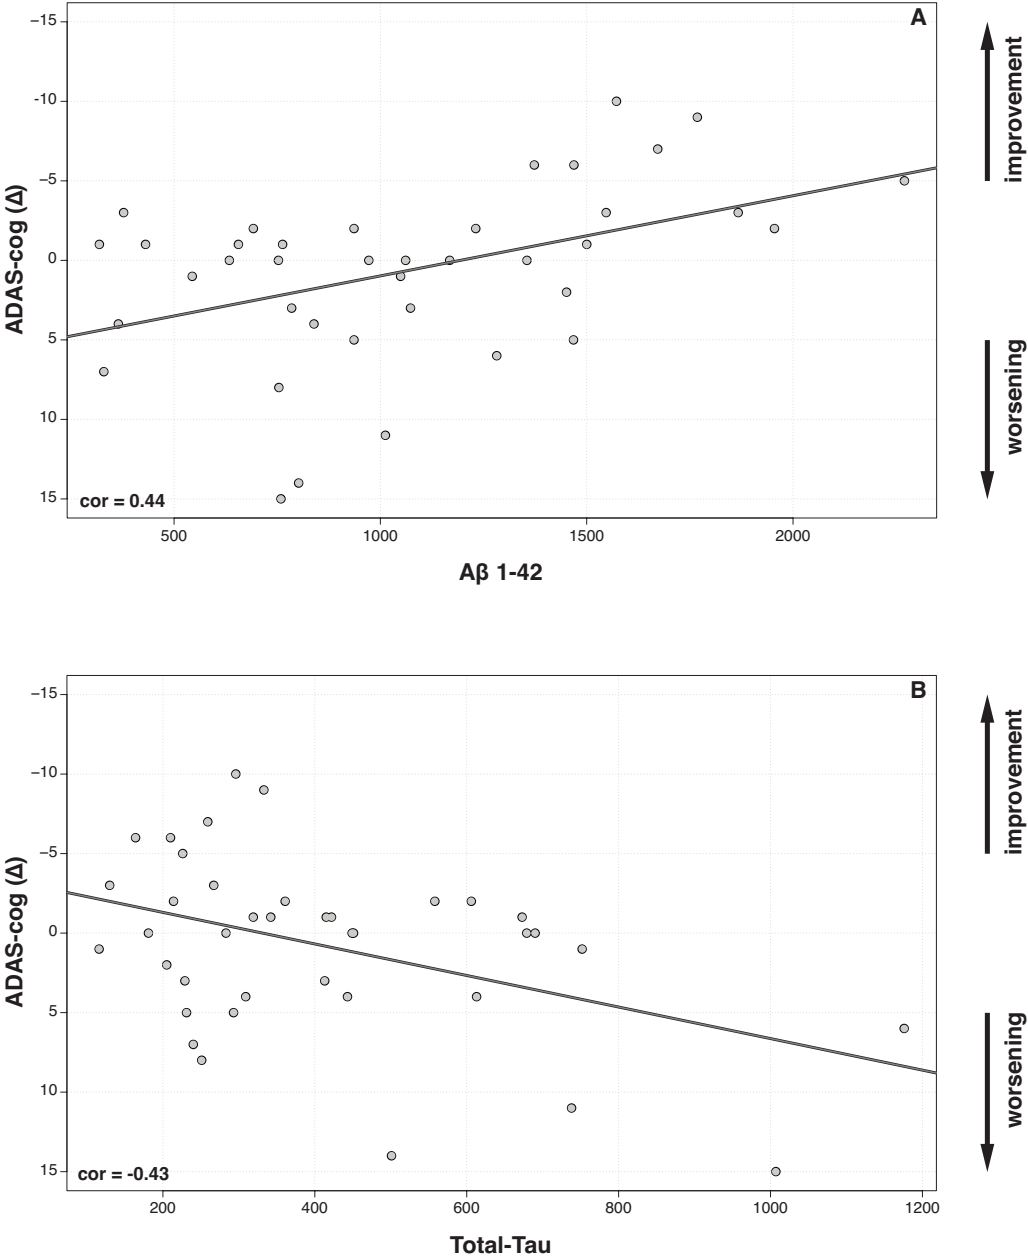 A
−15
-10
−5
0
5
10
15
ADAS-cog (Δ)
cor = 0.44
500
1000
1500
2000
Aβ 1-42
improvement
worsening
B
−15
−10
−5
0
5
10
15
ADAS-cog (Δ)
cor = -0.43
200
400
600
800
1000
1200
Total-Tau
improvement
worsening